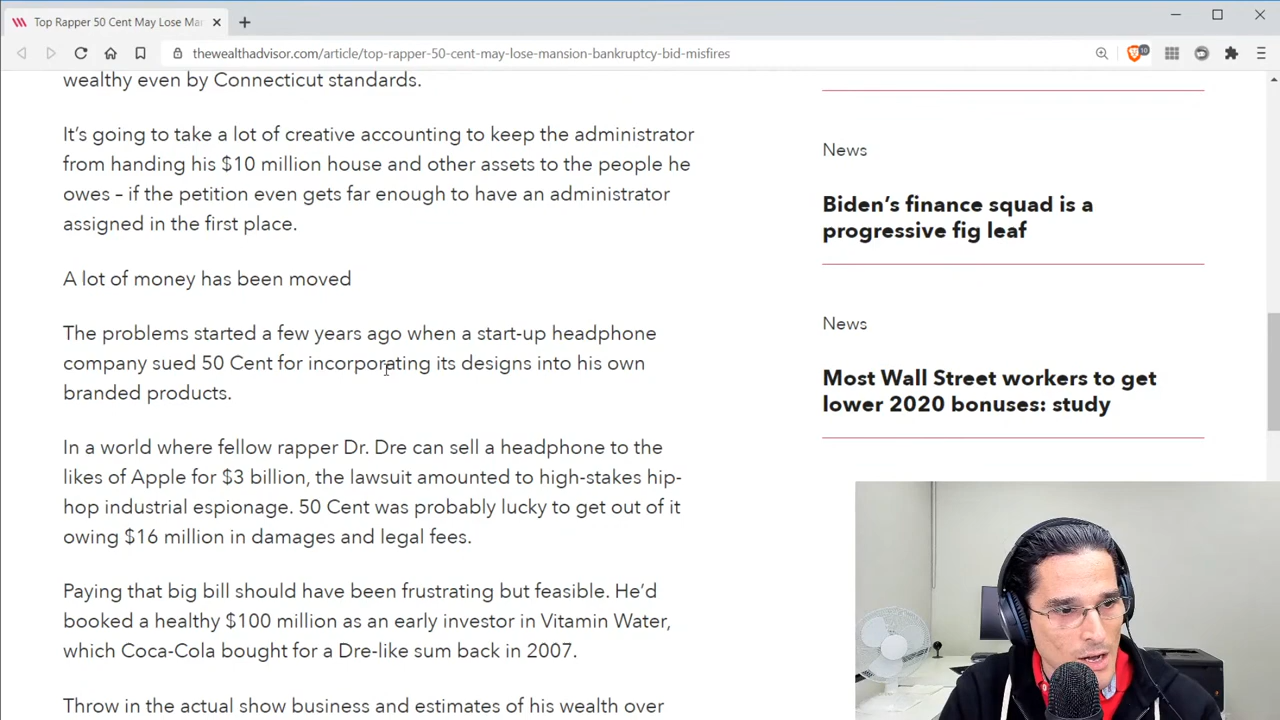 Top Rapper 50 Cent May Lose Ma
thewealthadvisor.com/article/top-rapper-50-cent-may-lose-mansion-bankruptcy-bid-misfires
10
wealthy even by Connecticut standards.
It's going to take a lot of creative accounting to keep the administrator
from handing his $10 million house and other assets to the people he
owes – if the petition even gets far enough to have an administrator
assigned in the first place.
A lot of money has been moved
The problems started a few years ago when a start-up headphone
company sued 50 Cent for incorporating its designs into his own
branded products.
In a world where fellow rapper Dr. Dre can sell a headphone to the
likes of Apple for $3 billion, the lawsuit amounted to high-stakes hip-
hop industrial espionage. 50 Cent was probably lucky to get out of it
owing $16 million in damages and legal fees.
Paying that big bill should have been frustrating but feasible. He'd
booked a healthy $100 million as an early investor in Vitamin Water,
which Coca-Cola bought for a Dre-like sum back in 2007.
Throw in the actual show business and estimates of his wealth over
News
Biden's finance squad is a
progressive fig leaf
News
Most Wall Street workers to get
lower 2020 bonuses: study